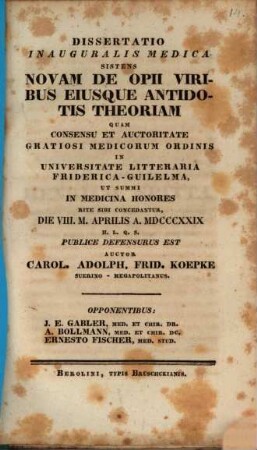 DISSERTATIO
INAUGURALIS MEDICA
SISTENS
NOVAM DE OPII VIRI-
BUS EIUSQUE ANTIDO-
TIS THEORIAM
QUAM
CONSENSU ET AUCTORITATE
GRATIOSI MEDICORUM ORDINIS
IN
UNIVERSITATE LITTERARIA
FRIDERICA-GUILELMA,
UT SUMMI
IN MEDICINA HONORES
RITE SIBI CONCEDANTUR,
DIE VIII. M. APRILIS A. MDCCCXXIX
H. L. Q. S.
PUBLICE DEFENSURUS EST
AUCTOR
CAROL. ADOLPH. FRID. KOEPKE
SUERINO-MEGAPOLITANUS.
OPPONENTIBUS:
J. E. GABLER, MED. ET CHIR. DR.
A. BOLLMANN, MED. ET CHIR. DC.
ERNESTO FISCHER, MED. STUD.
BEROLINI, TYPIS BRUESCHCKIANIS.